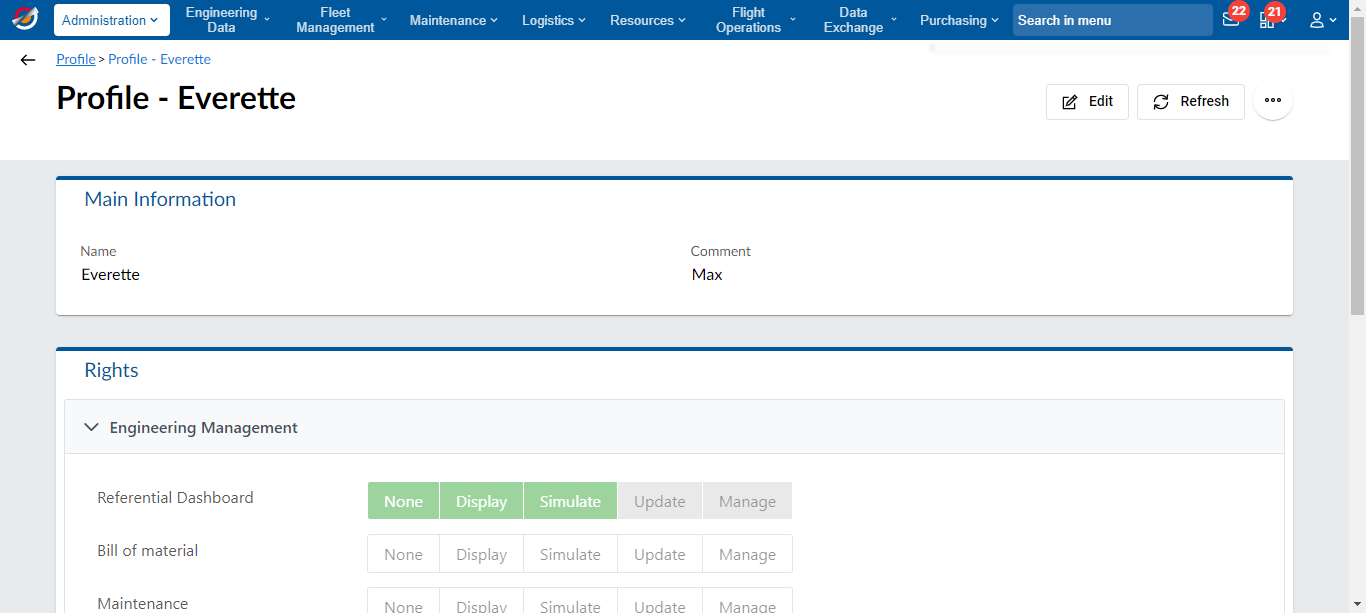 Administration
Engineering
Data
Fleet
Management
Maintenance
Logistics
Resources
Flight
Operations
Data
Exchange
Purchasing
Search in menu
22
21
Profile > Profile - Everette
Profile - Everette
Edit
Refresh
Main Information
Name
Comment
Everette
Max
Rights
Engineering Management
Referential Dashboard
None Display Simulate Update Manage
Bill of material
None Display Simulate Update Manage
Maintenance
None Display Simulate Update Manage